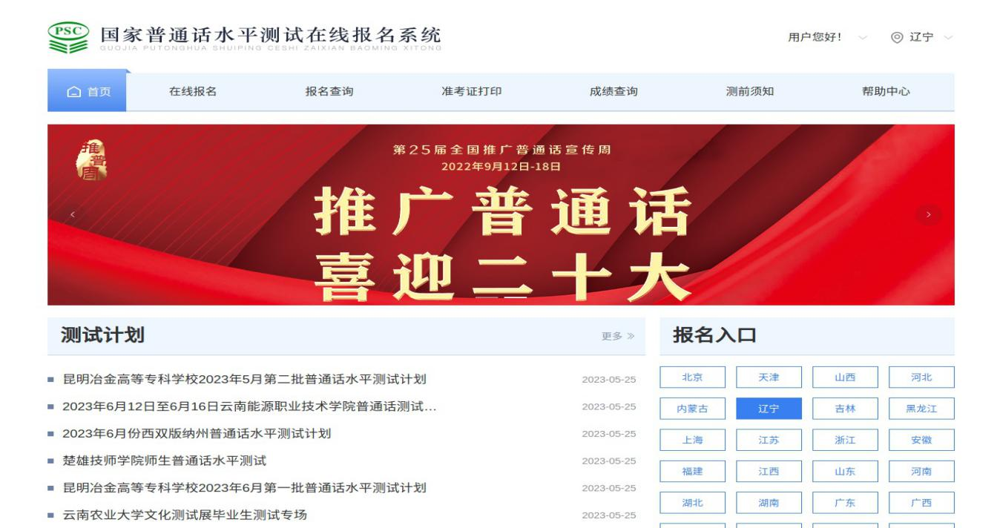 PSC
国家普通话水平测试在线报名系统
GUOJIA PUTONGHUA SHUIPING CESHI ZAIXIAN BAOMING XITONG
用户您好！ 辽宁
首页 在线报名 报名查询 准考证打印 成绩查询 测前须知 帮助中心
推普周
第25届全国推广普通话宣传周
2022年9月12日-18日
推广普通话
喜迎二十大
测试计划 更多
昆明冶金高等专科学校2023年5月第二批普通话水平测试计划 2023-05-25
2023年6月12日至6月16日云南能源职业技术学院普通话测试... 2023-05-25
2023年6月份西双版纳州普通话水平测试计划 2023-05-25
楚雄技师学院师生普通话水平测试 2023-05-25
昆明冶金高等专科学校2023年6月第一批普通话水平测试计划 2023-05-25
云南农业大学文化测试展毕业生测试专场 2023-05-25
报名入口
北京 天津 山西 河北
内蒙古 辽宁 吉林 黑龙江
上海 江苏 浙江 安徽
福建 江西 山东 河南
湖北 湖南 广东 广西